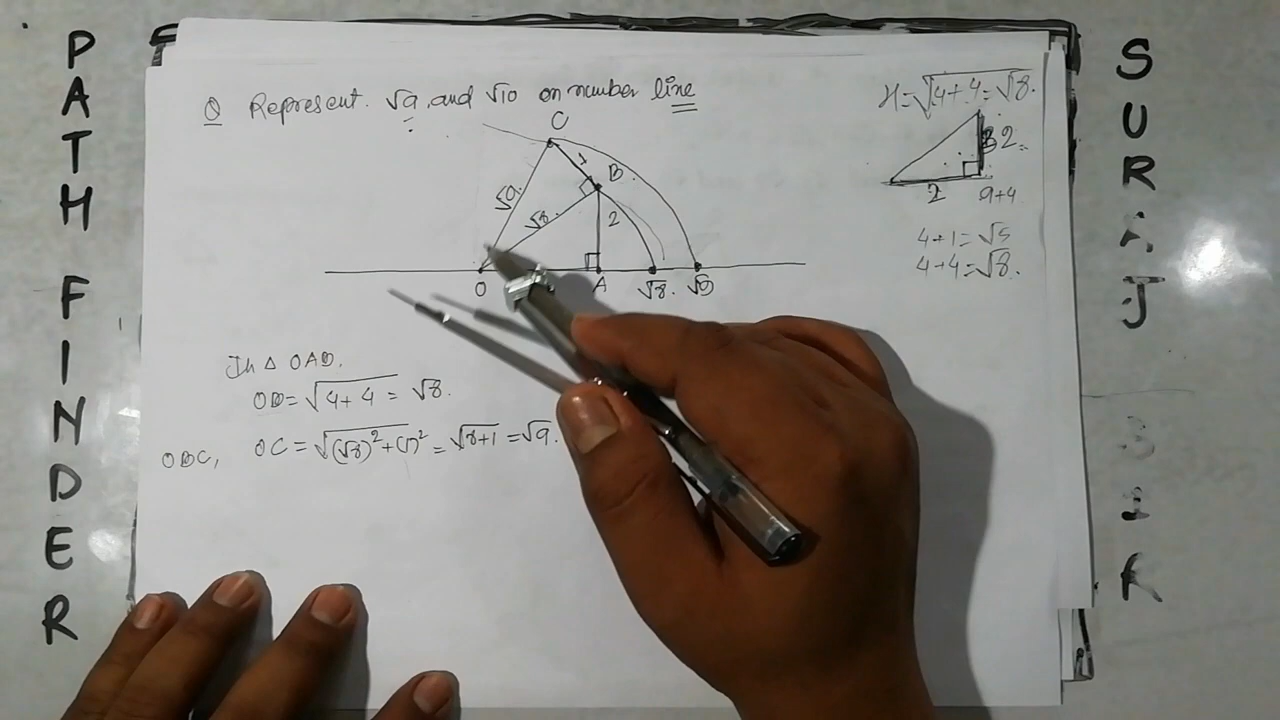 PATH FINDER
Q Represent √9 and √10 on number line
H = √4+4 = √8.
2
2
9+4
4+1 = √5
4+4 = √8.
C
1
B
√9
√8
2
O
A
√8
√9
In △ OAB,
OB = √4+4 = √8.
OBC, OC = √(√8)²+(1)² = √8+1 = √9.
SURAJ